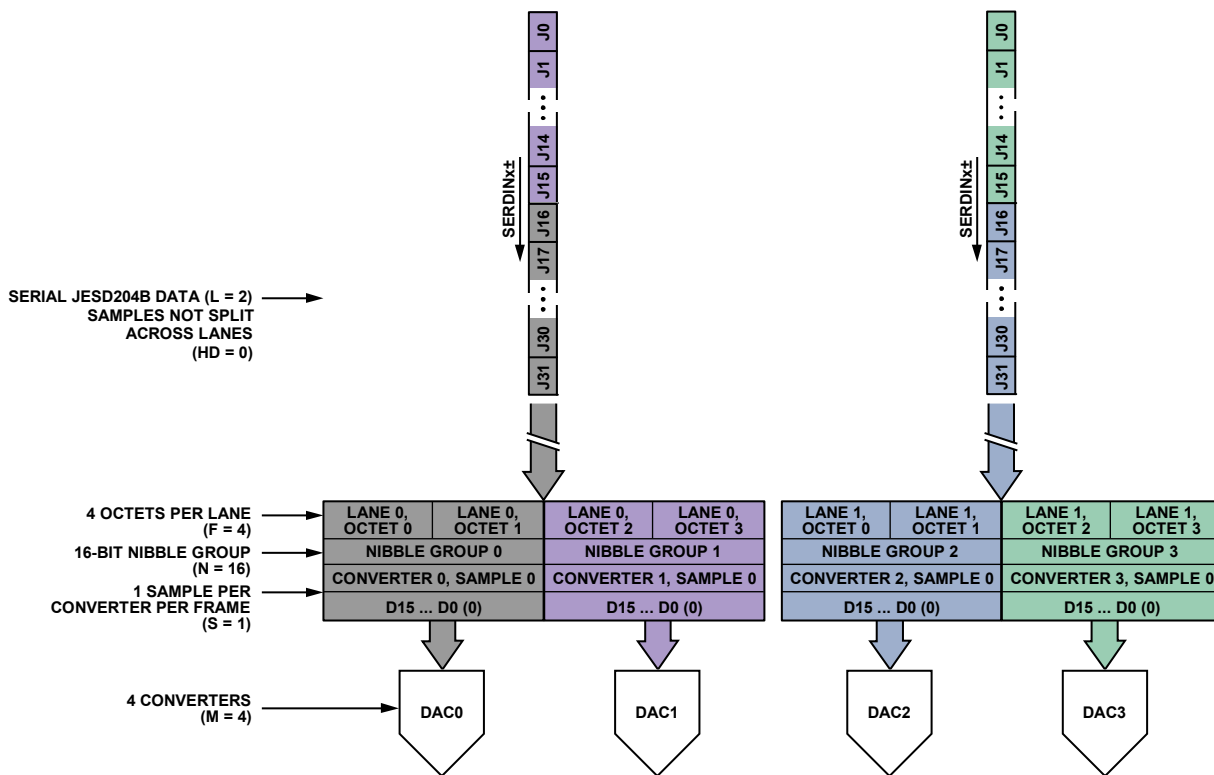 J0
J1
J14
J15
J16
J17
J30
J31
SERDINx±
J0
J1
J14
J15
J16
J17
J30
J31
SERDINx±
SERIAL JESD204B DATA (L = 2)
SAMPLES NOT SPLIT
ACROSS LANES
(HD = 0)
4 OCTETS PER LANE
(F = 4)
LANE 0,
OCTET 0
LANE 0,
OCTET 1
LANE 0,
OCTET 2
LANE 0,
OCTET 3
LANE 1,
OCTET 0
LANE 1,
OCTET 1
LANE 1,
OCTET 2
LANE 1,
OCTET 3
16-BIT NIBBLE GROUP
(N = 16)
NIBBLE GROUP 0
NIBBLE GROUP 1
NIBBLE GROUP 2
NIBBLE GROUP 3
1 SAMPLE PER
CONVERTER PER FRAME
(S = 1)
CONVERTER 0, SAMPLE 0
CONVERTER 1, SAMPLE 0
CONVERTER 2, SAMPLE 0
CONVERTER 3, SAMPLE 0
D15 ... D0 (0)
D15 ... D0 (0)
D15 ... D0 (0)
D15 ... D0 (0)
4 CONVERTERS
(M = 4)
DAC0
DAC1
DAC2
DAC3